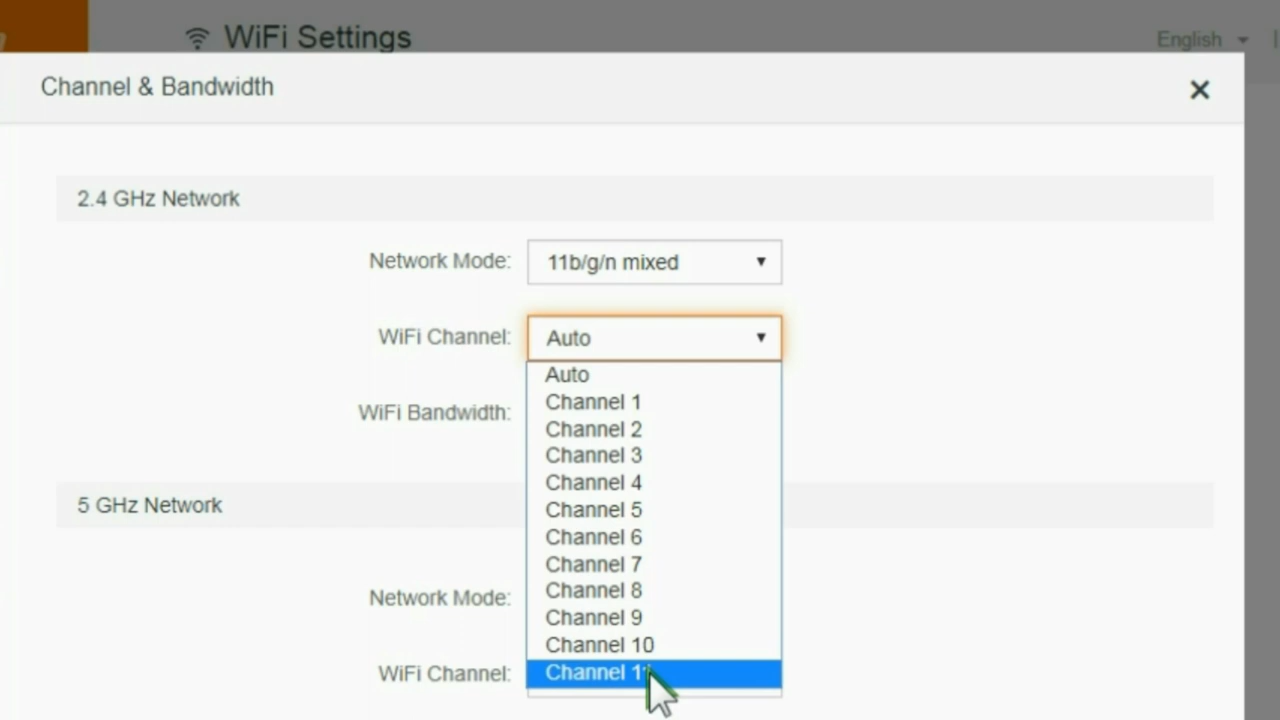 WiFi Settings
English
Channel & Bandwidth
2.4 GHz Network
Network Mode: 11b/g/n mixed
WiFi Channel: Auto
Auto
Channel 1
Channel 2
WiFi Bandwidth:
Channel 3
Channel 4
Channel 5
5 GHz Network
Channel 6
Channel 7
Channel 8
Network Mode:
Channel 9
Channel 10
WiFi Channel:
Channel 11